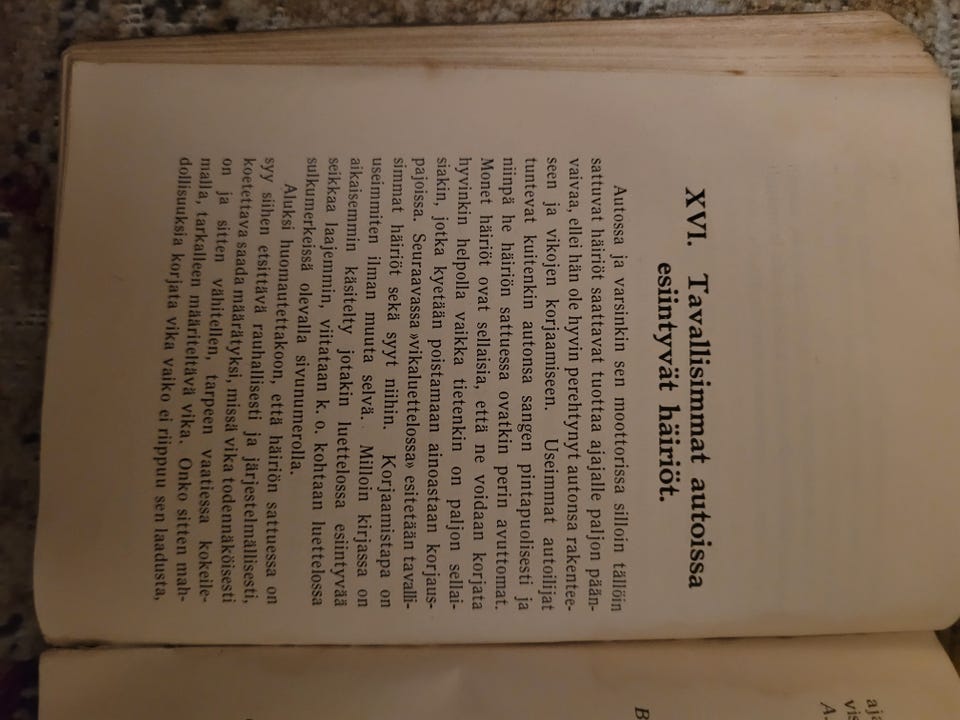 XVI. Tavallisimmat autoissa
esiintyvät häiriöt.
Autossa ja varsinkin sen moottorissa silloin tällöin
sattuvat häiriöt saattavat tuottaa ajajalle paljon pään-
vaivaa, ellei hän ole hyvin perehtynyt autonsa rakentee-
seen ja vikojen korjaamiseen. Useimmat autoilijat
tuntevat kuitenkin autonsa sangen pintapuolisesti ja
niinpä he häiriön sattuessa ovatkin perin avuttomat.
Monet häiriöt ovat sellaisia, että ne voidaan korjata
hyvinkin helpolla vaikka tietenkin on paljon sellai-
siakin, jotka kyetään poistamaan ainoastaan korjaus-
pajoissa. Seuraavassa »vikaluettelossa» esitetään tavalli-
simmat häiriöt sekä syyt niihin. Korjaamistapa on
useimmiten ilman muuta selvä. Milloin kirjassa on
aikaisemmin käsitelty jotakin luettelossa esiintyvää
seikkaa laajemmin, viitataan k. o. kohtaan luettelossa
sulkumerkeissä olevalla sivunumerolla.
Aluksi huomautettakoon, että häiriön sattuessa on
syy siihen etsittävä rauhallisesti ja järjestelmällisesti,
koetettava saada määrätyksi, missä vika todennäköisesti
on ja sitten vähitellen, tarpeen vaatiessa kokeile-
malla, tarkalleen määriteltävä vika. Onko sitten mah-
dollisuuksia korjata vika vaiko ei riippuu sen laadusta,
aja
vis
A-
B